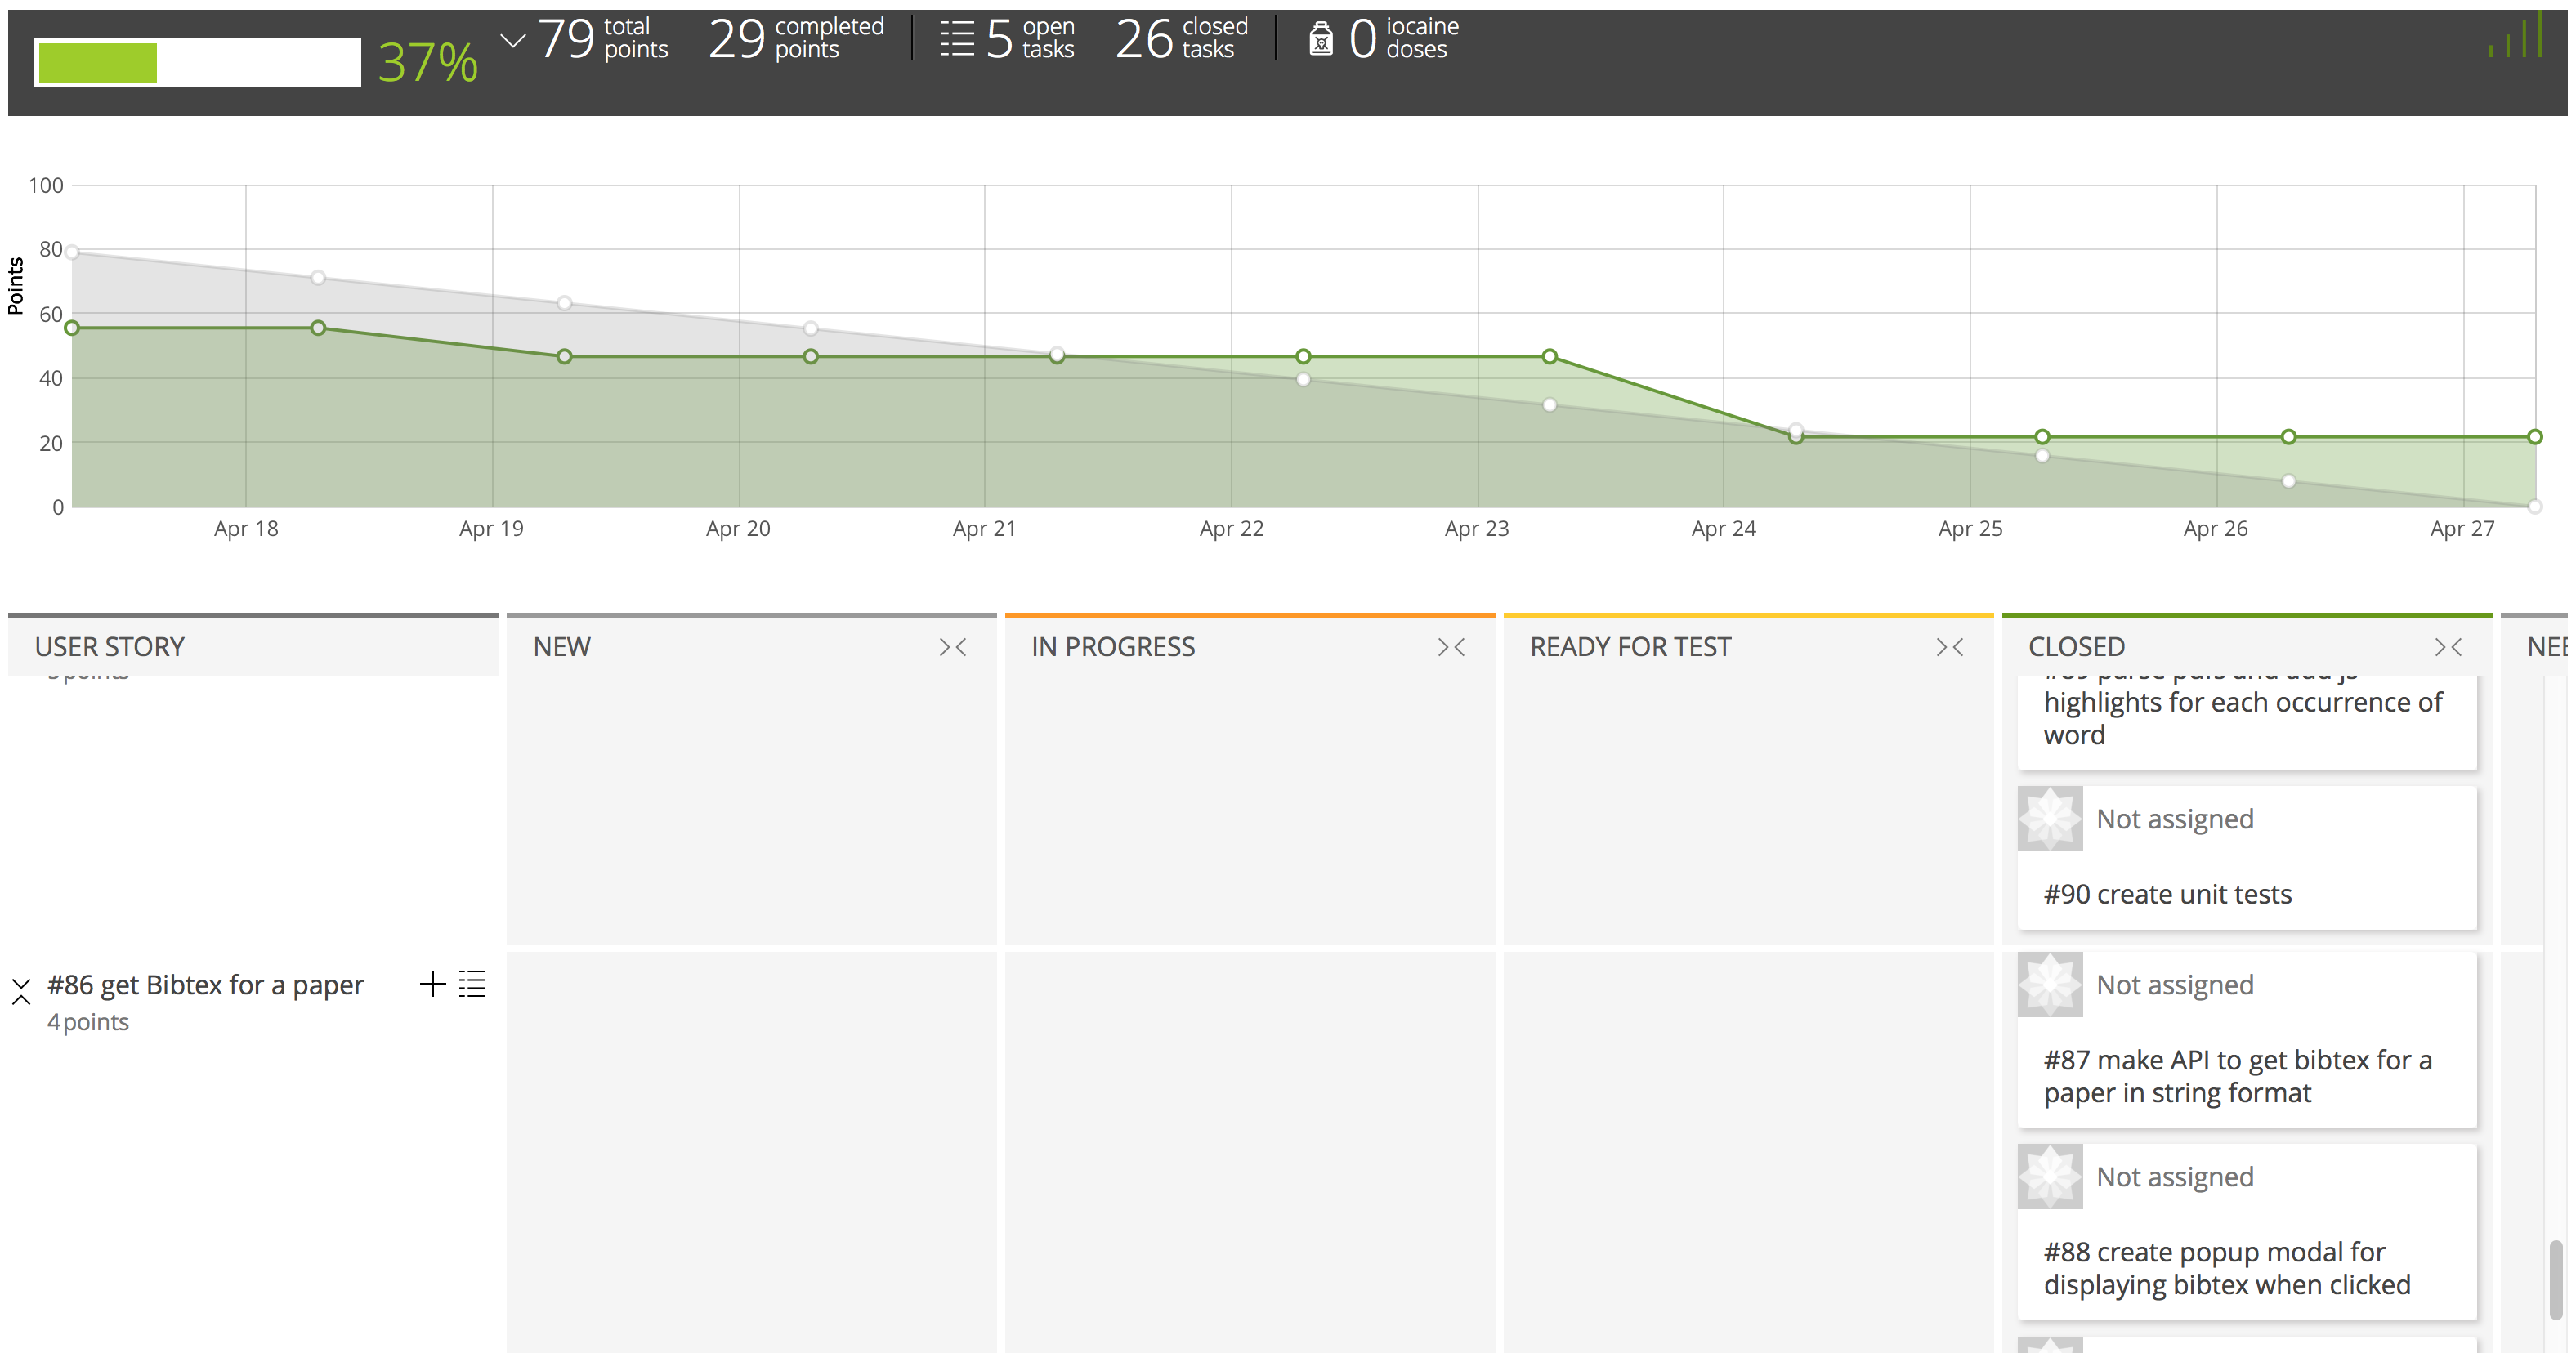 37%
79 total points
29 completed points
5 open tasks
26 closed tasks
0 iocaine doses
Points
100
80
60
40
20
0
Apr 18
Apr 19
Apr 20
Apr 21
Apr 22
Apr 23
Apr 24
Apr 25
Apr 26
Apr 27
USER STORY
NEW
IN PROGRESS
READY FOR TEST
CLOSED
points
highlights for each occurrence of
word
Not assigned
#90 create unit tests
#86 get Bibtex for a paper
4 points
Not assigned
#87 make API to get bibtex for a
paper in string format
Not assigned
#88 create popup modal for
displaying bibtex when clicked